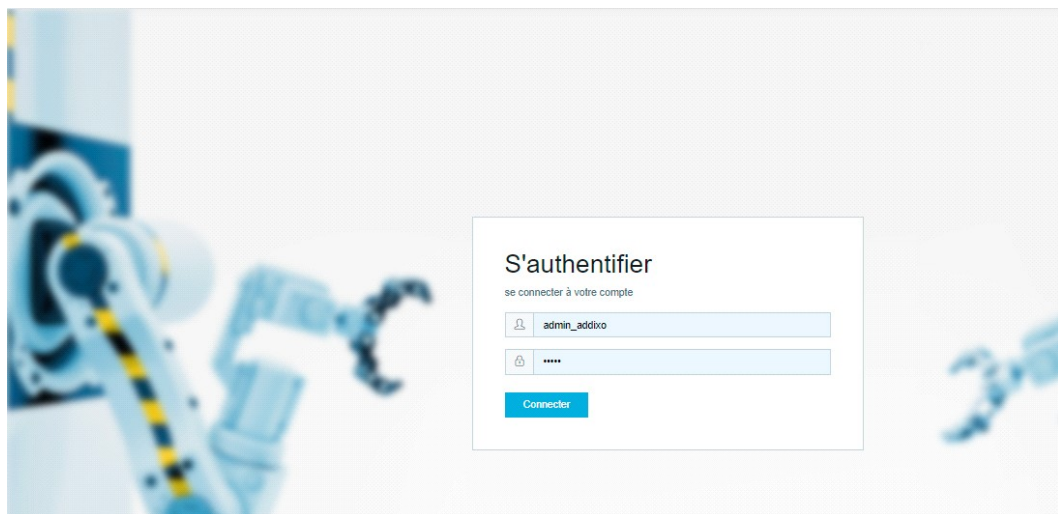 S'authentifier
se connecter à votre compte
admin_addixo
•••••
Connecter